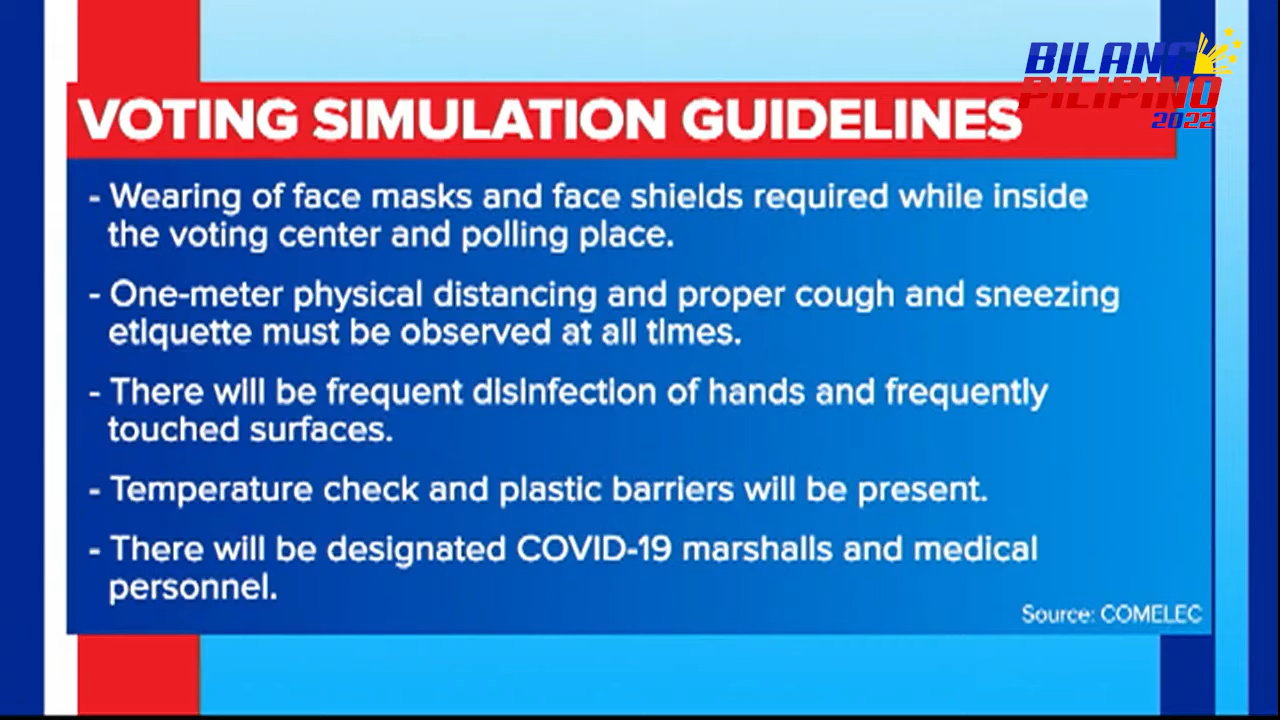 BILANG
PILIPINO
2022
VOTING SIMULATION GUIDELINES
- Wearing of face masks and face shields required while inside
the voting center and polling place.
- One-meter physical distancing and proper cough and sneezing
etiquette must be observed at all times.
- There will be frequent disinfection of hands and frequently
touched surfaces.
- Temperature check and plastic barriers will be present.
- There will be designated COVID-19 marshalls and medical
personnel.
Source: COMELEC